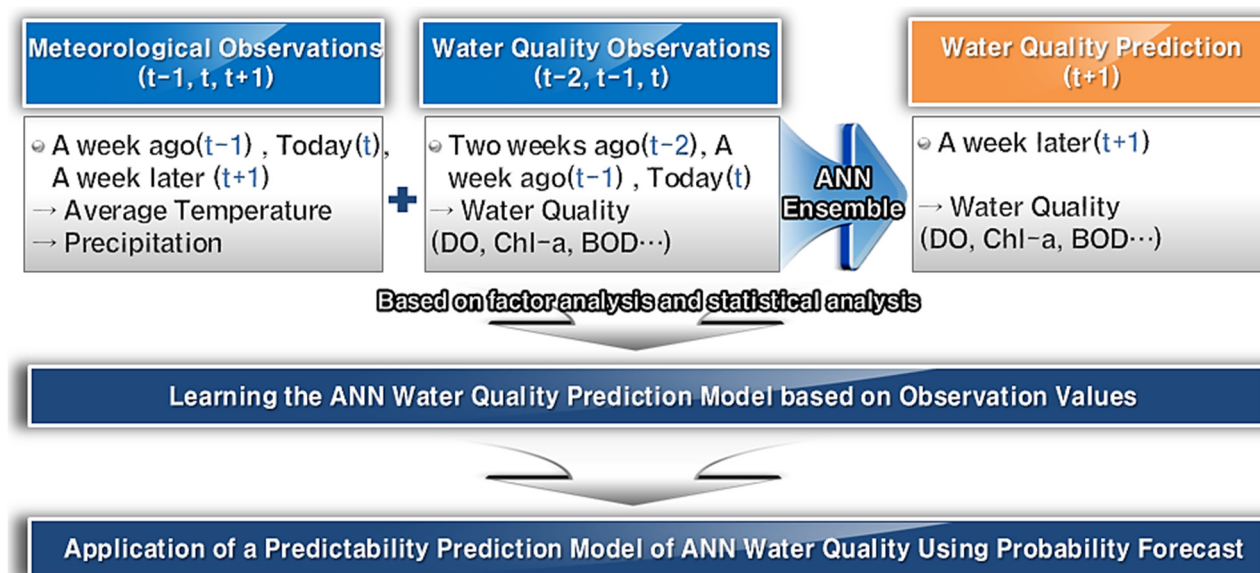 Meteorological Observations
(t-1, t, t+1)
Water Quality Observations
(t-2, t-1, t)
Water Quality Prediction
(t+1)
A week ago(t-1) , Today(t),
A week later (t+1)
→ Average Temperature
→ Precipitation
+
Two weeks ago(t-2), A
week ago(t-1) , Today(t)
→ Water Quality
(DO, Chl-a, BOD⋯)
ANN
Ensemble
A week later(t+1)
→ Water Quality
(DO, Chl-a, BOD⋯)
Based on factor analysis and statistical analysis
Learning the ANN Water Quality Prediction Model based on Observation Values
Application of a Predictability Prediction Model of ANN Water Quality Using Probability Forecast